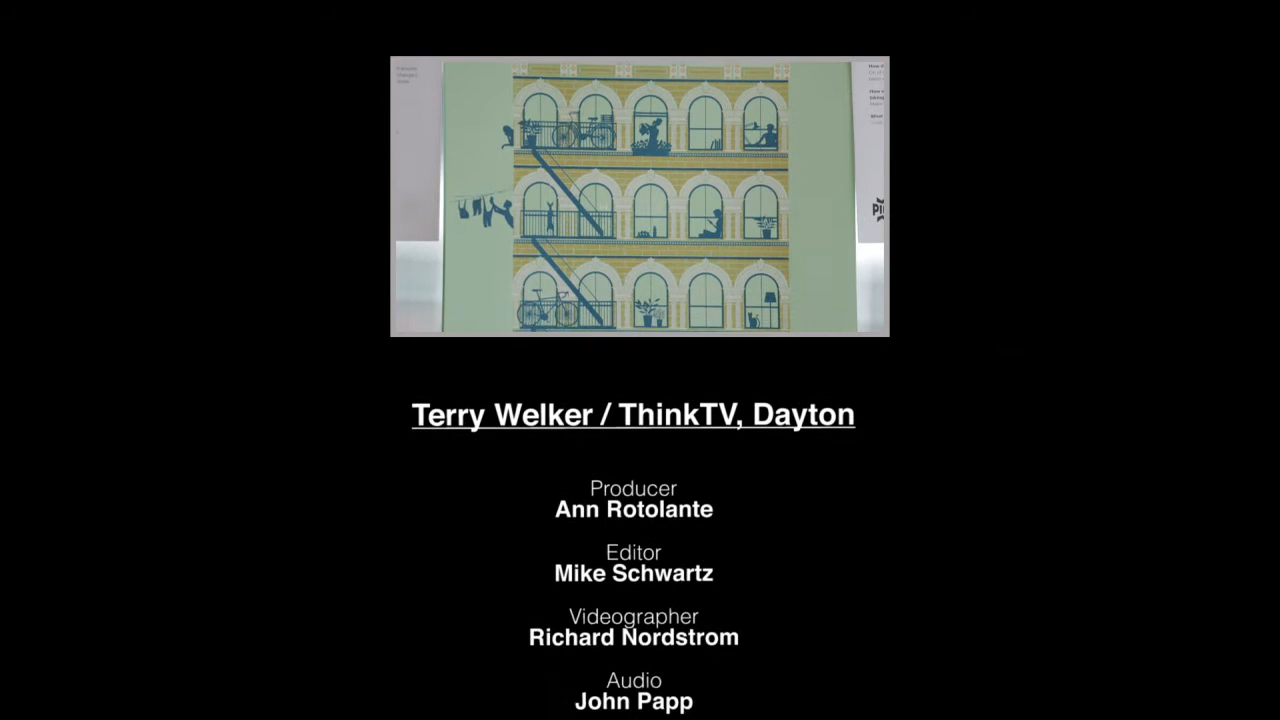 Terry Welker / ThinkTV, Dayton
Producer
Ann Rotolante
Editor
Mike Schwartz
Videographer
Richard Nordstrom
Audio
John Papp